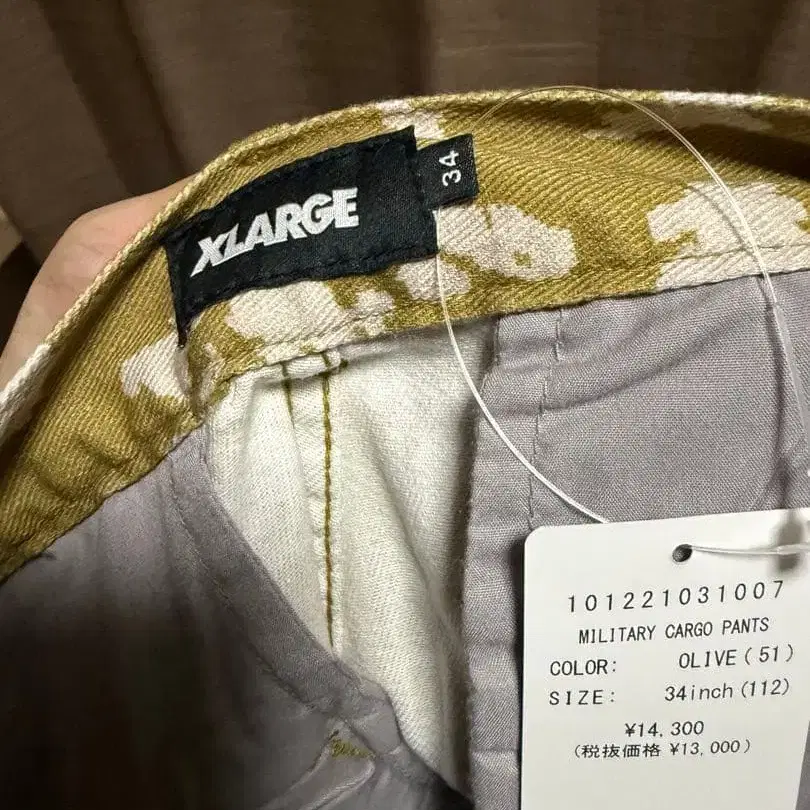 XLARGE
34
101221031007
MILITARY CARGO PANTS
COLOR: OLIVE(51)
SIZE: 34inch(112)
¥14,300
(税抜価格 ¥13,000)